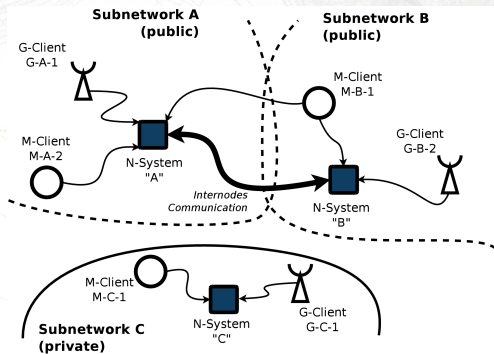 Subnetwork A
(public)
Subnetwork B
(public)
G-Client
G-A-1
M-Client
M-B-1
M-Client
M-A-2
N-System
"A"
G-Client
G-B-2
Internodes
Communication
N-System
"B"
M-Client
M-C-1
N-System
"C"
G-Client
G-C-1
Subnetwork C
(private)